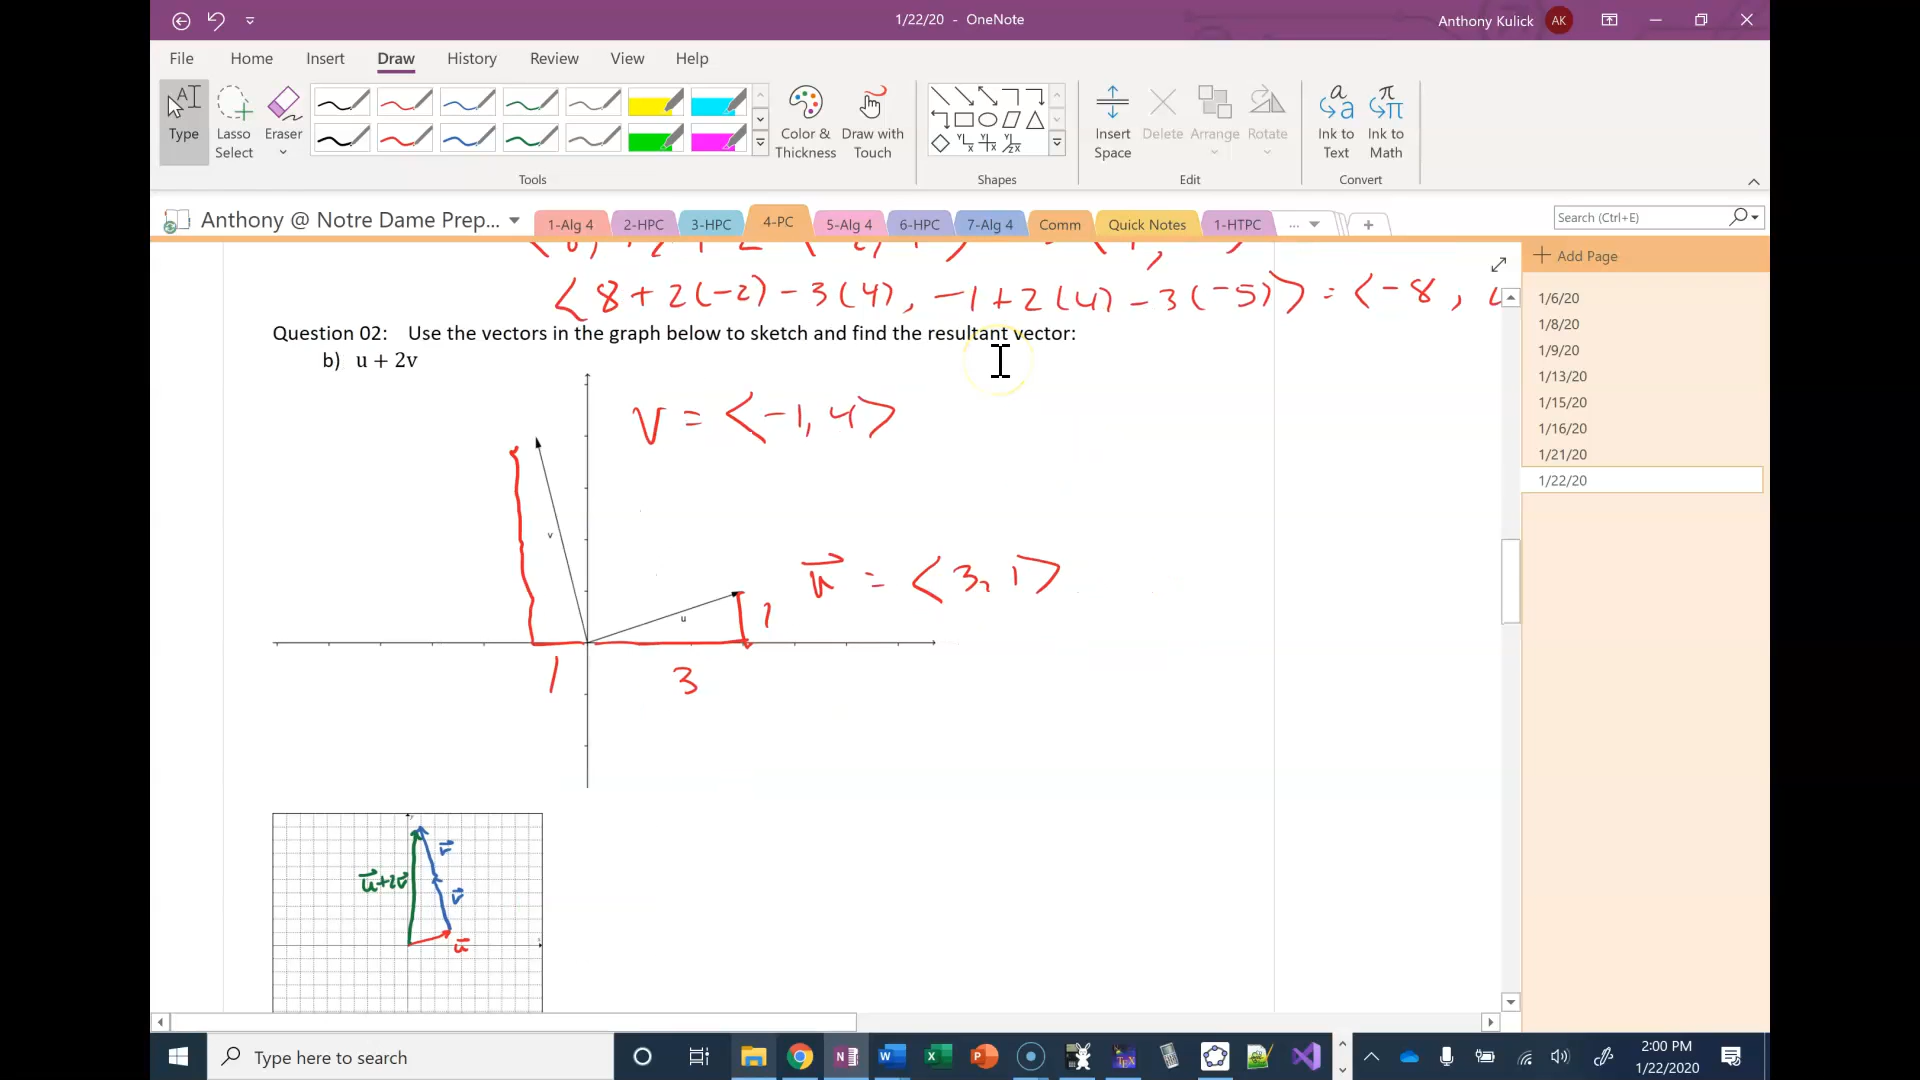 1/22/20 - OneNote
Anthony Kulick
AK
File Home Insert Draw History Review View Help
Type
Lasso Select
Eraser
Color & Thickness
Draw with Touch
Insert Space
Delete
Arrange
Rotate
Ink to Text
Ink to Math
Tools
Shapes
Edit
Convert
Anthony @ Notre Dame Prep...
1-Alg 4
2-HPC
3-HPC
4-PC
5-Alg 4
6-HPC
7-Alg 4
Comm
Quick Notes
1-HTPC
...
Search (Ctrl+E)
Add Page
1/6/20
1/8/20
1/9/20
1/13/20
1/15/20
1/16/20
1/21/20
1/22/20
⟨8+2(-2)-3(4), -1+2(4)-3(-5)⟩ = ⟨-8,
Question 02: Use the vectors in the graph below to sketch and find the resultant vector:
b) u + 2v
V = ⟨-1, 4⟩
v
u⃗ = ⟨3, 1⟩
u
1
1
3
v⃗
u⃗+2v⃗
v⃗
u⃗
Type here to search
2:00 PM
1/22/2020